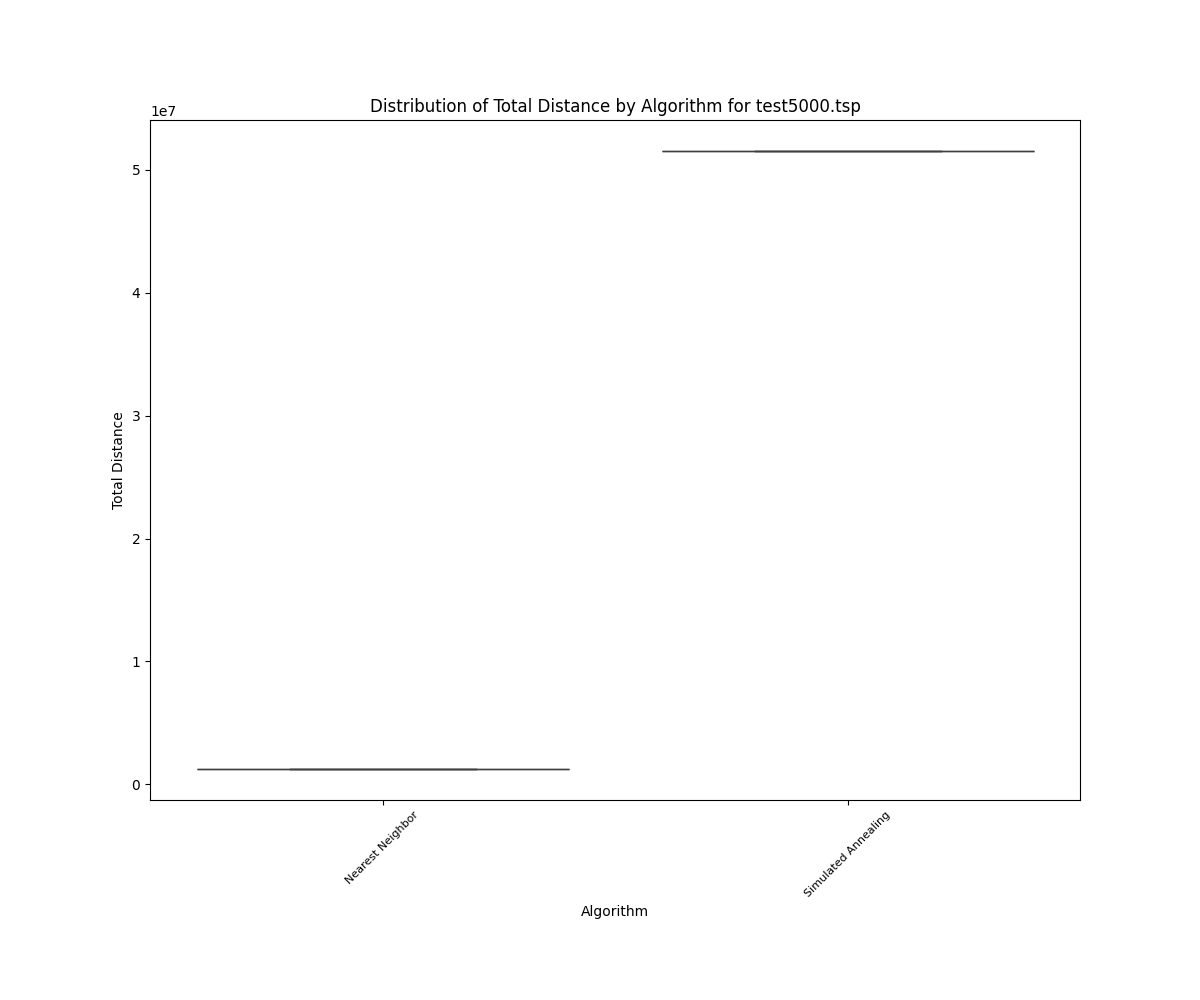 Distribution of Total Distance by Algorithm for test5000.tsp
1e7
5
4
3
2
1
0
Total Distance
Nearest Neighbor
Simulated Annealing
Algorithm